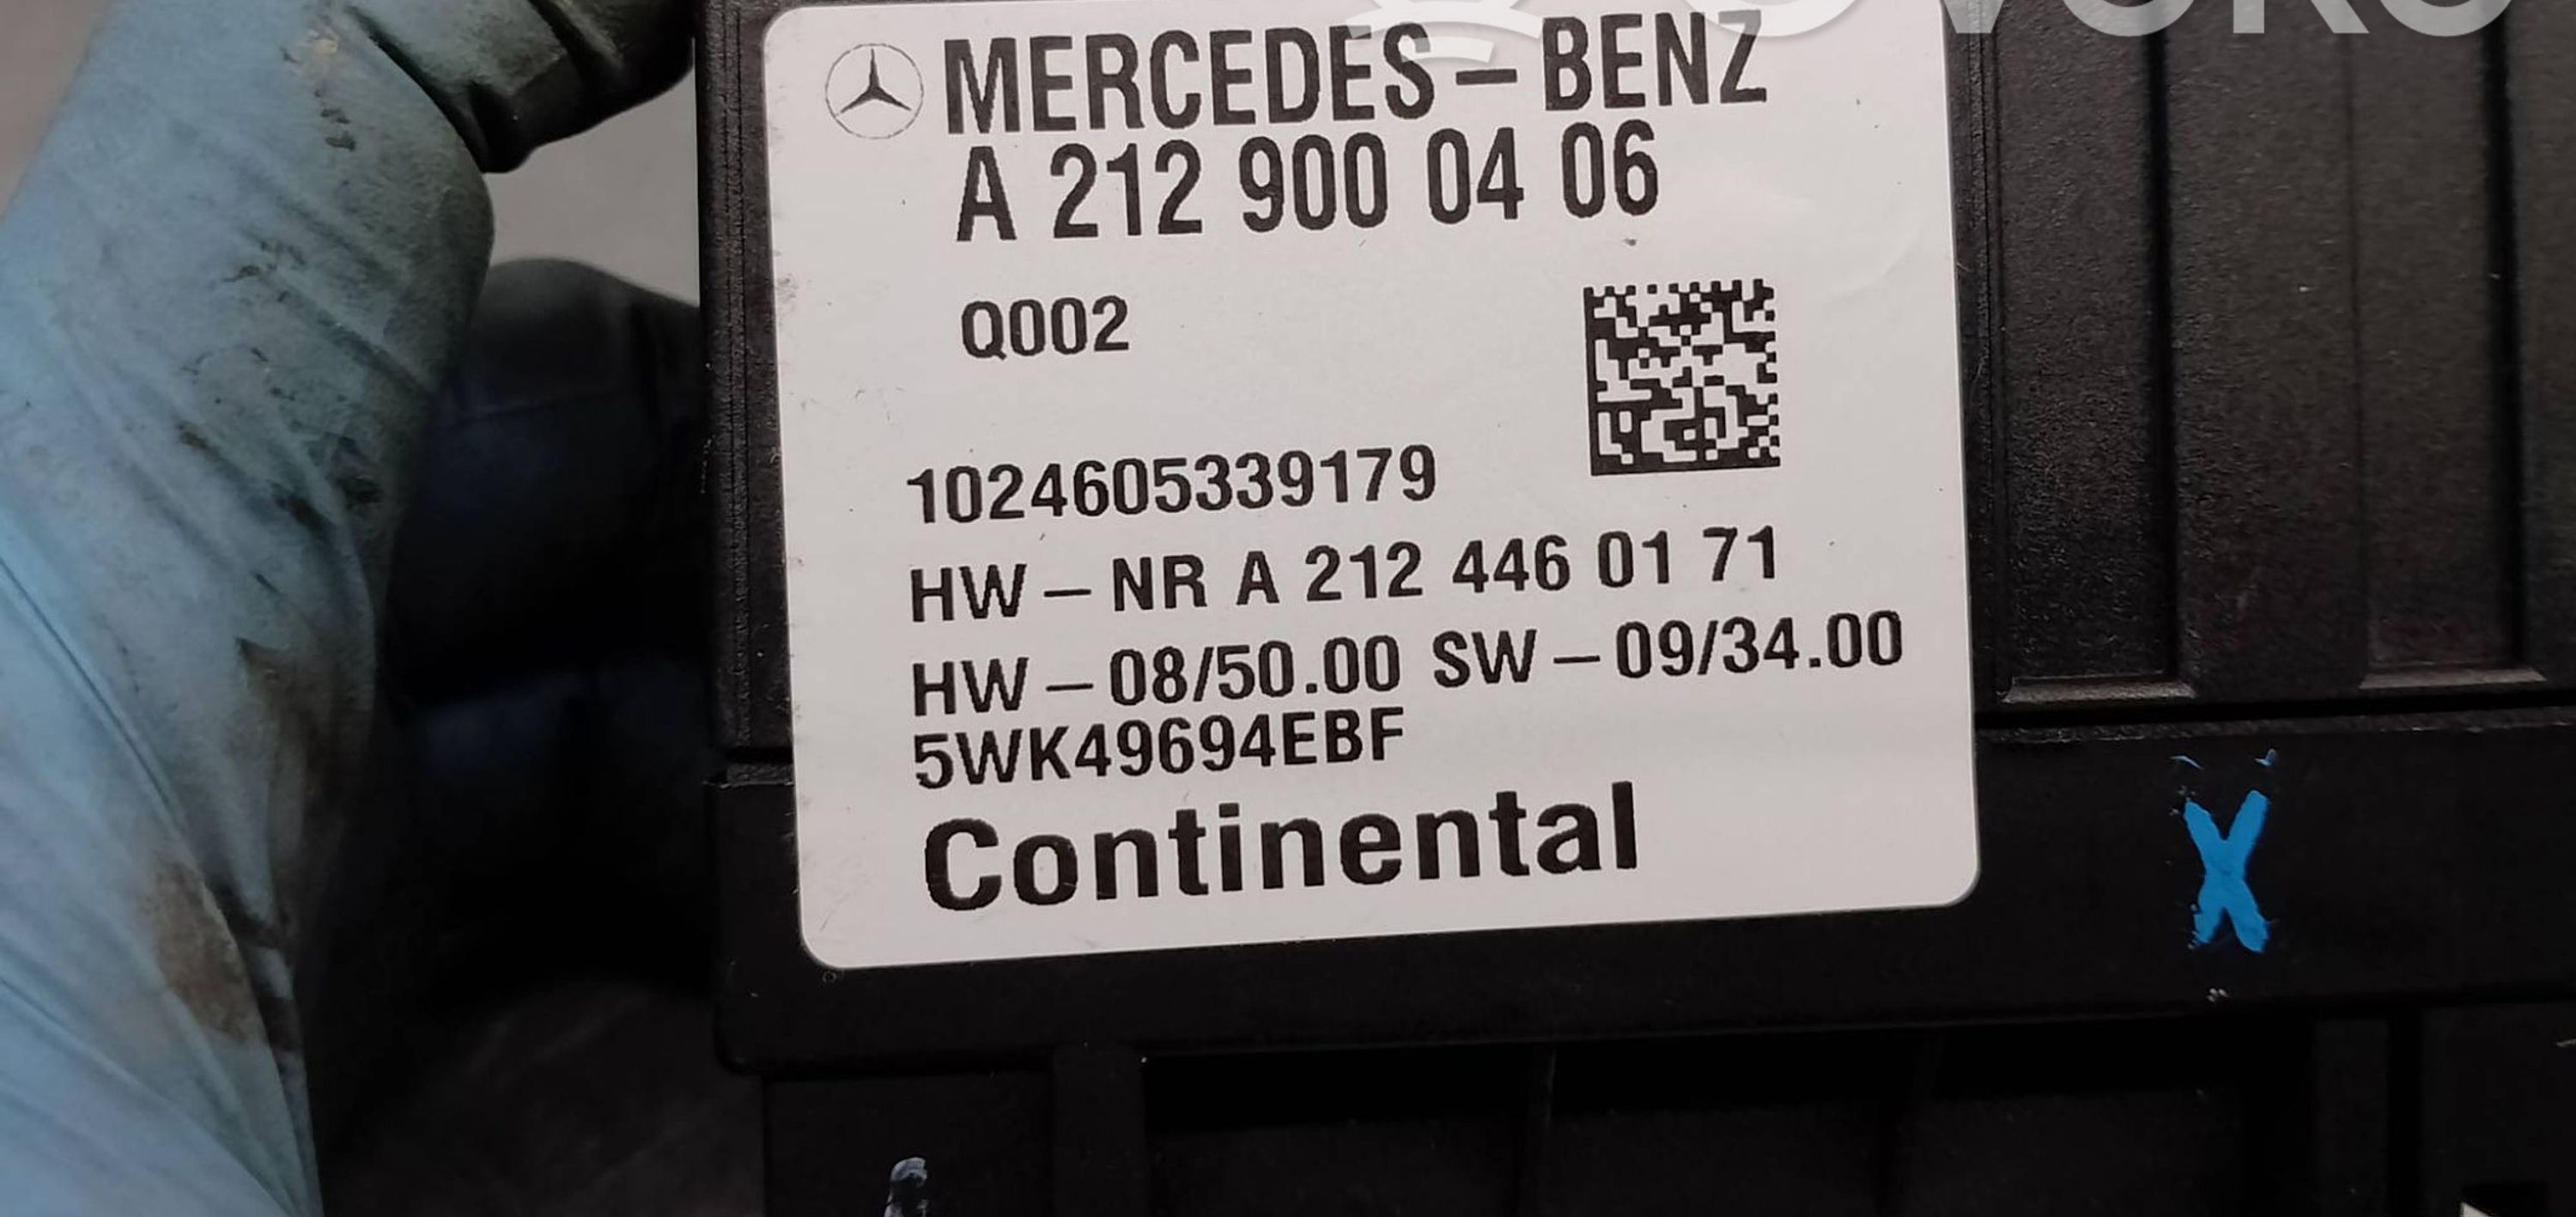 MERCEDES-BENZ
A 212 900 04 06
Q002
1024605339179
HW-NR A 212 446 01 71
HW-08/50.00 SW-09/34.00
5WK49694EBF
Continental
X